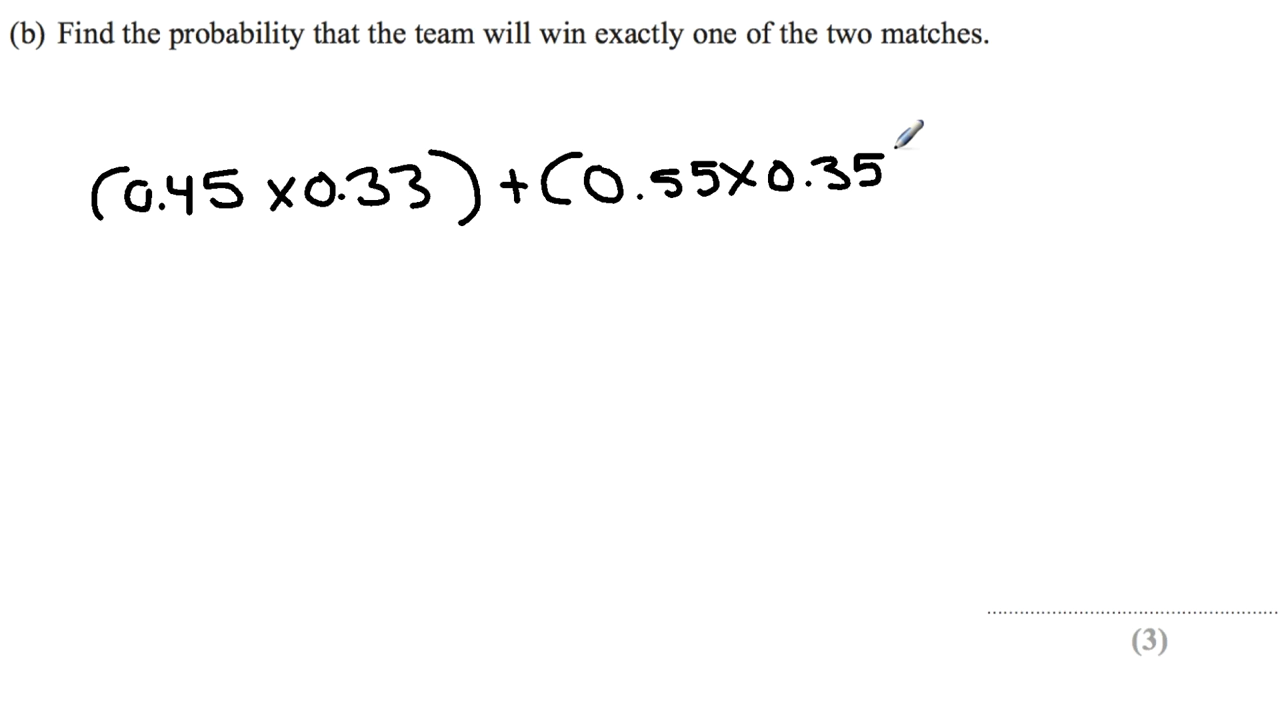 (b) Find the probability that the team will win exactly one of the two matches.
(0.45 x 0.33) + (0.55 x 0.35
(3)